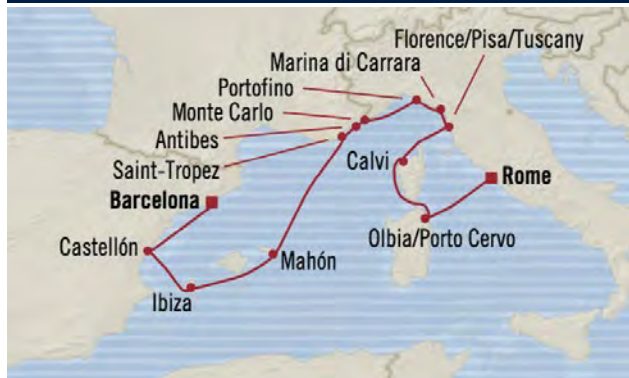 Florence/Pisa/Tuscany
Marina di Carrara
Portofino
Monte Carlo
Antibes
Saint-Tropez
Calvi
Rome
Barcelona
Olbia/Porto Cervo
Castellón
Mahón
Ibiza